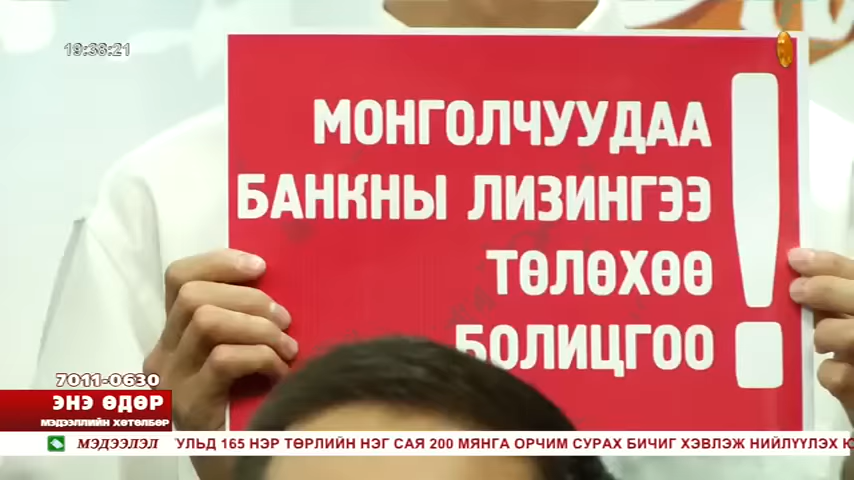 19:38:21
МОНГОЛЧУУДАА
БАНКНЫ ЛИЗИНГЭЭ
ТӨЛӨХӨӨ
БОЛИЦГОО
!
7011-0630
ЭНЭ ӨДӨР
МЭДЭЭЛЛИЙН ХӨТӨЛБӨР
МЭДЭЭЛЭЛ
УЛЬД 165 НЭР ТӨРЛИЙН НЭГ САЯ 200 МЯНГА ОРЧИМ СУРАХ БИЧИГ ХЭВЛЭЖ НИЙЛҮҮЛЭХ